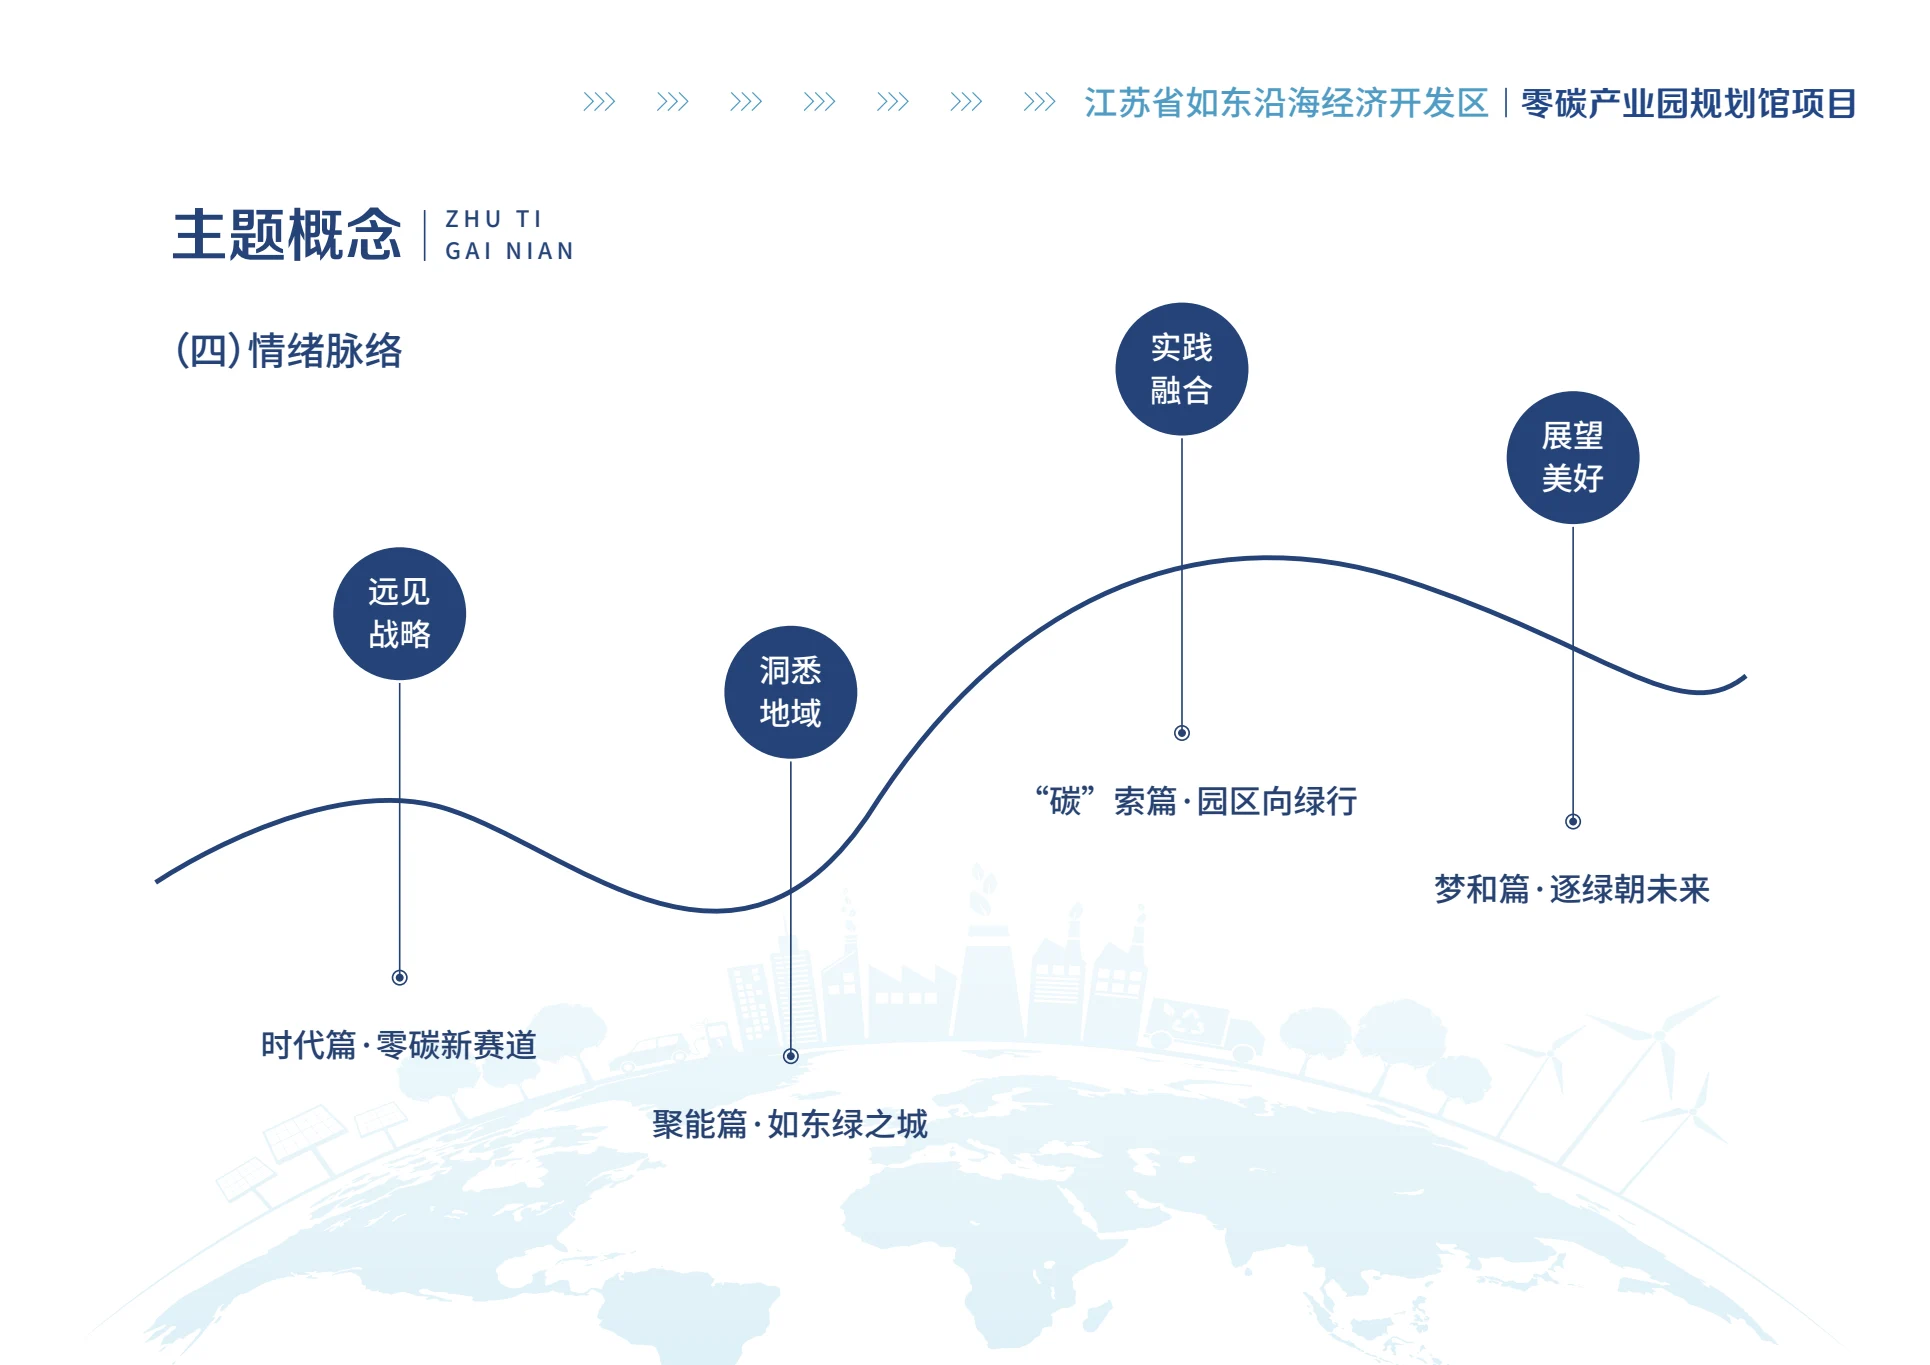 江苏省如东沿海经济开发区|零碳产业园规划馆项目
主题概念
ZHU TI
GAI NIAN
（四）情绪脉络
实践
融合
展望
美好
远见
战略
洞悉
地域
“碳”索篇·园区向绿行
梦和篇·逐绿朝未来
时代篇·零碳新赛道
聚能篇·如东绿之城